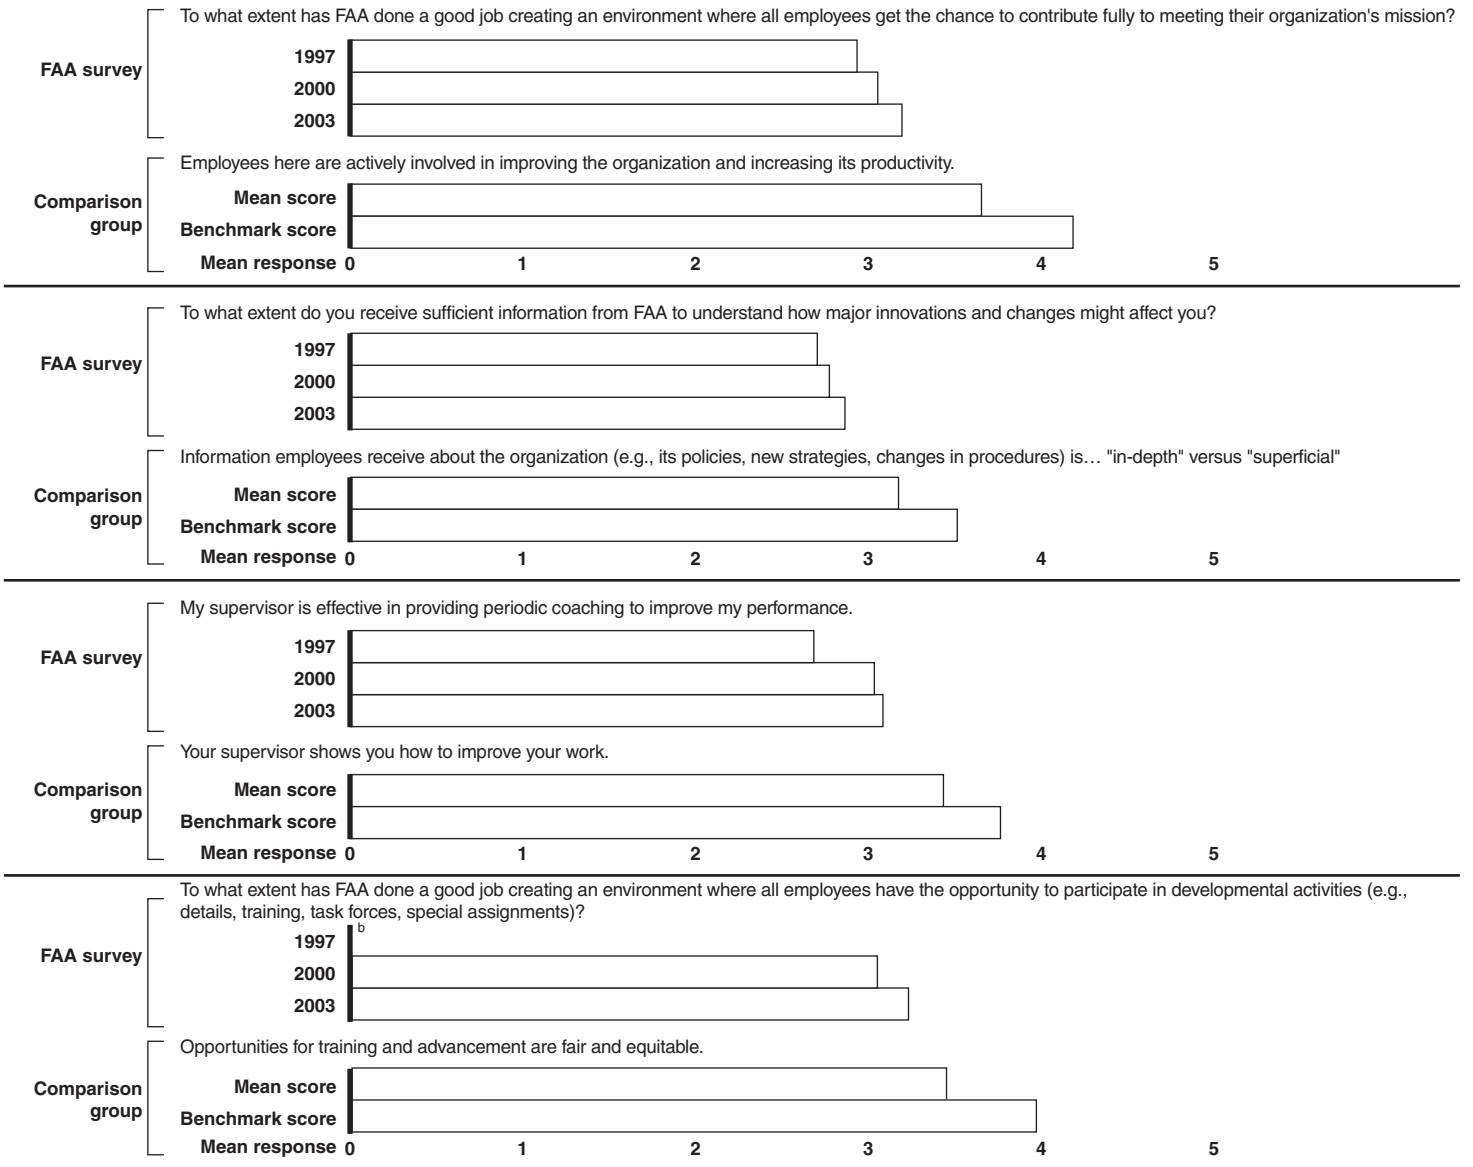 To what extent has FAA done a good job creating an environment where all employees get the chance to contribute fully to meeting their organization's mission?
FAA survey
1997
2000
2003
Employees here are actively involved in improving the organization and increasing its productivity.
Comparison
group
Mean score
Benchmark score
Mean response 0 1 2 3 4 5
To what extent do you receive sufficient information from FAA to understand how major innovations and changes might affect you?
FAA survey
1997
2000
2003
Information employees receive about the organization (e.g., its policies, new strategies, changes in procedures) is… "in-depth" versus "superficial"
Comparison
group
Mean score
Benchmark score
Mean response 0 1 2 3 4 5
My supervisor is effective in providing periodic coaching to improve my performance.
FAA survey
1997
2000
2003
Your supervisor shows you how to improve your work.
Comparison
group
Mean score
Benchmark score
Mean response 0 1 2 3 4 5
To what extent has FAA done a good job creating an environment where all employees have the opportunity to participate in developmental activities (e.g.,
details, training, task forces, special assignments)?
FAA survey
1997 b
2000
2003
Opportunities for training and advancement are fair and equitable.
Comparison
group
Mean score
Benchmark score
Mean response 0 1 2 3 4 5